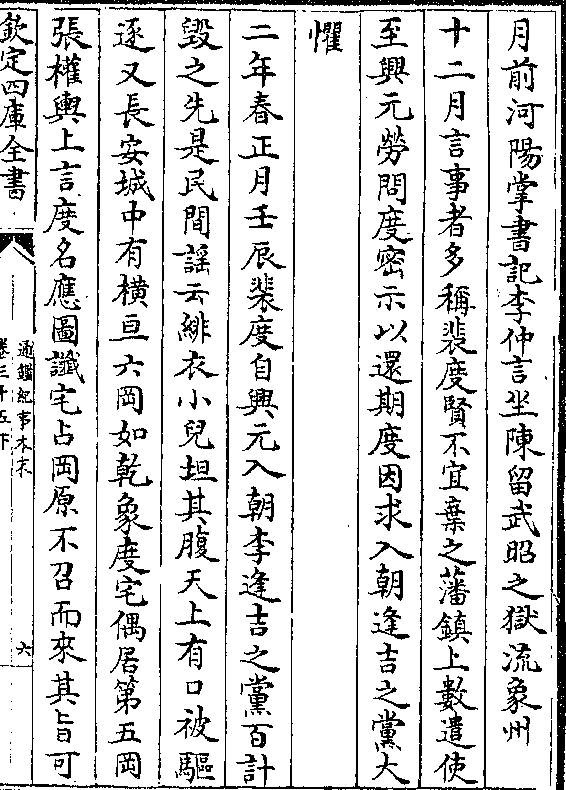 月前河陽掌書記李仲言坐陳留武昭之獄流象州
十二月言事者多稱裴度賢不宜棄之藩鎮上數遣使
至興元勞問度密示以還期度因求入朝逢吉之黨大
懼
二年春正月壬辰裴度自興元入朝李逢吉之黨百計
毀之先是民間謡云緋衣小兒坦其腹天上有口被驅
逐又長安城中有橫亘六岡如乾象度宅偶居第五岡
張權輿上言度名應圖讖宅占岡原不召而來其旨可
欽定四庫全書
通鑑紀事本末
卷三十五下
六